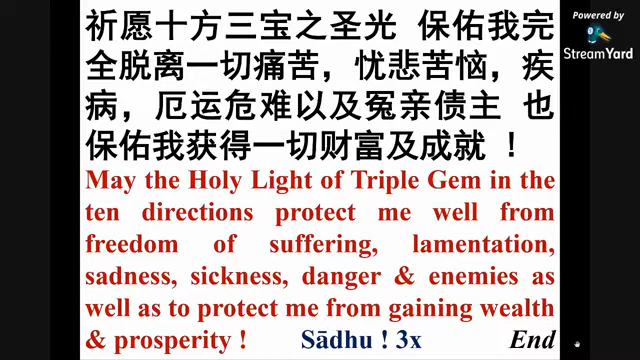 祈愿十方三宝之圣光 保佑我完
全脱离一切痛苦，忧悲苦恼，疾
病，厄运危难以及冤亲债主 也
保佑我获得一切财富及成就 ！
May the Holy Light of Triple Gem in the
ten directions protect me well from
freedom of suffering, lamentation,
sadness, sickness, danger & enemies as
well as to protect me from gaining wealth
& prosperity ! Sādhu ! 3x End
Powered by
StreamYard